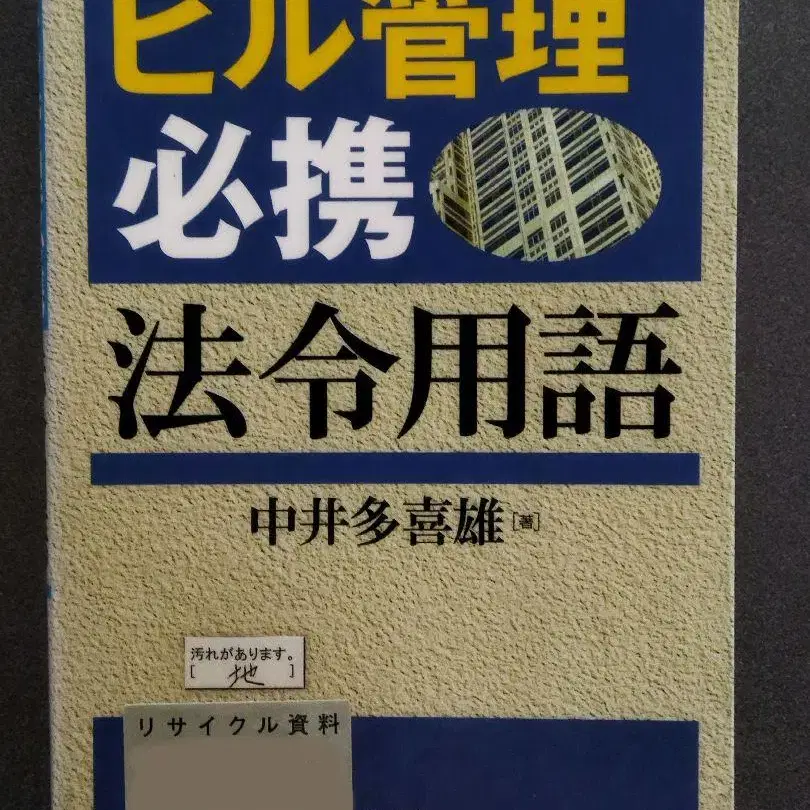 ビル管理
必携
法令用語
中井多喜雄[著]
汚れがあります。
[ 地 ]
リサイクル資料